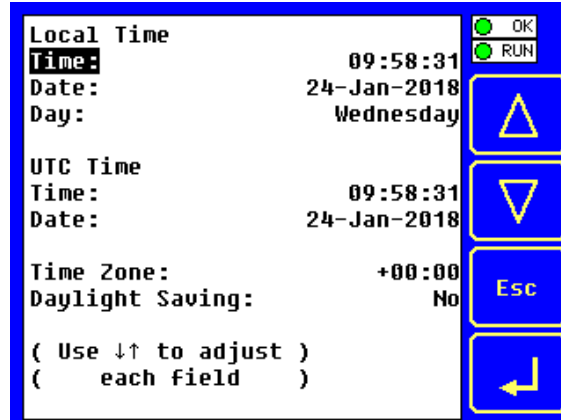 Local Time
Time: 09:58:31
Date: 24-Jan-2018
Day: Wednesday
UTC Time
Time: 09:58:31
Date: 24-Jan-2018
Time Zone: +00:00
Daylight Saving: No
( Use ↓↑ to adjust )
( each field )
OK
RUN
Esc